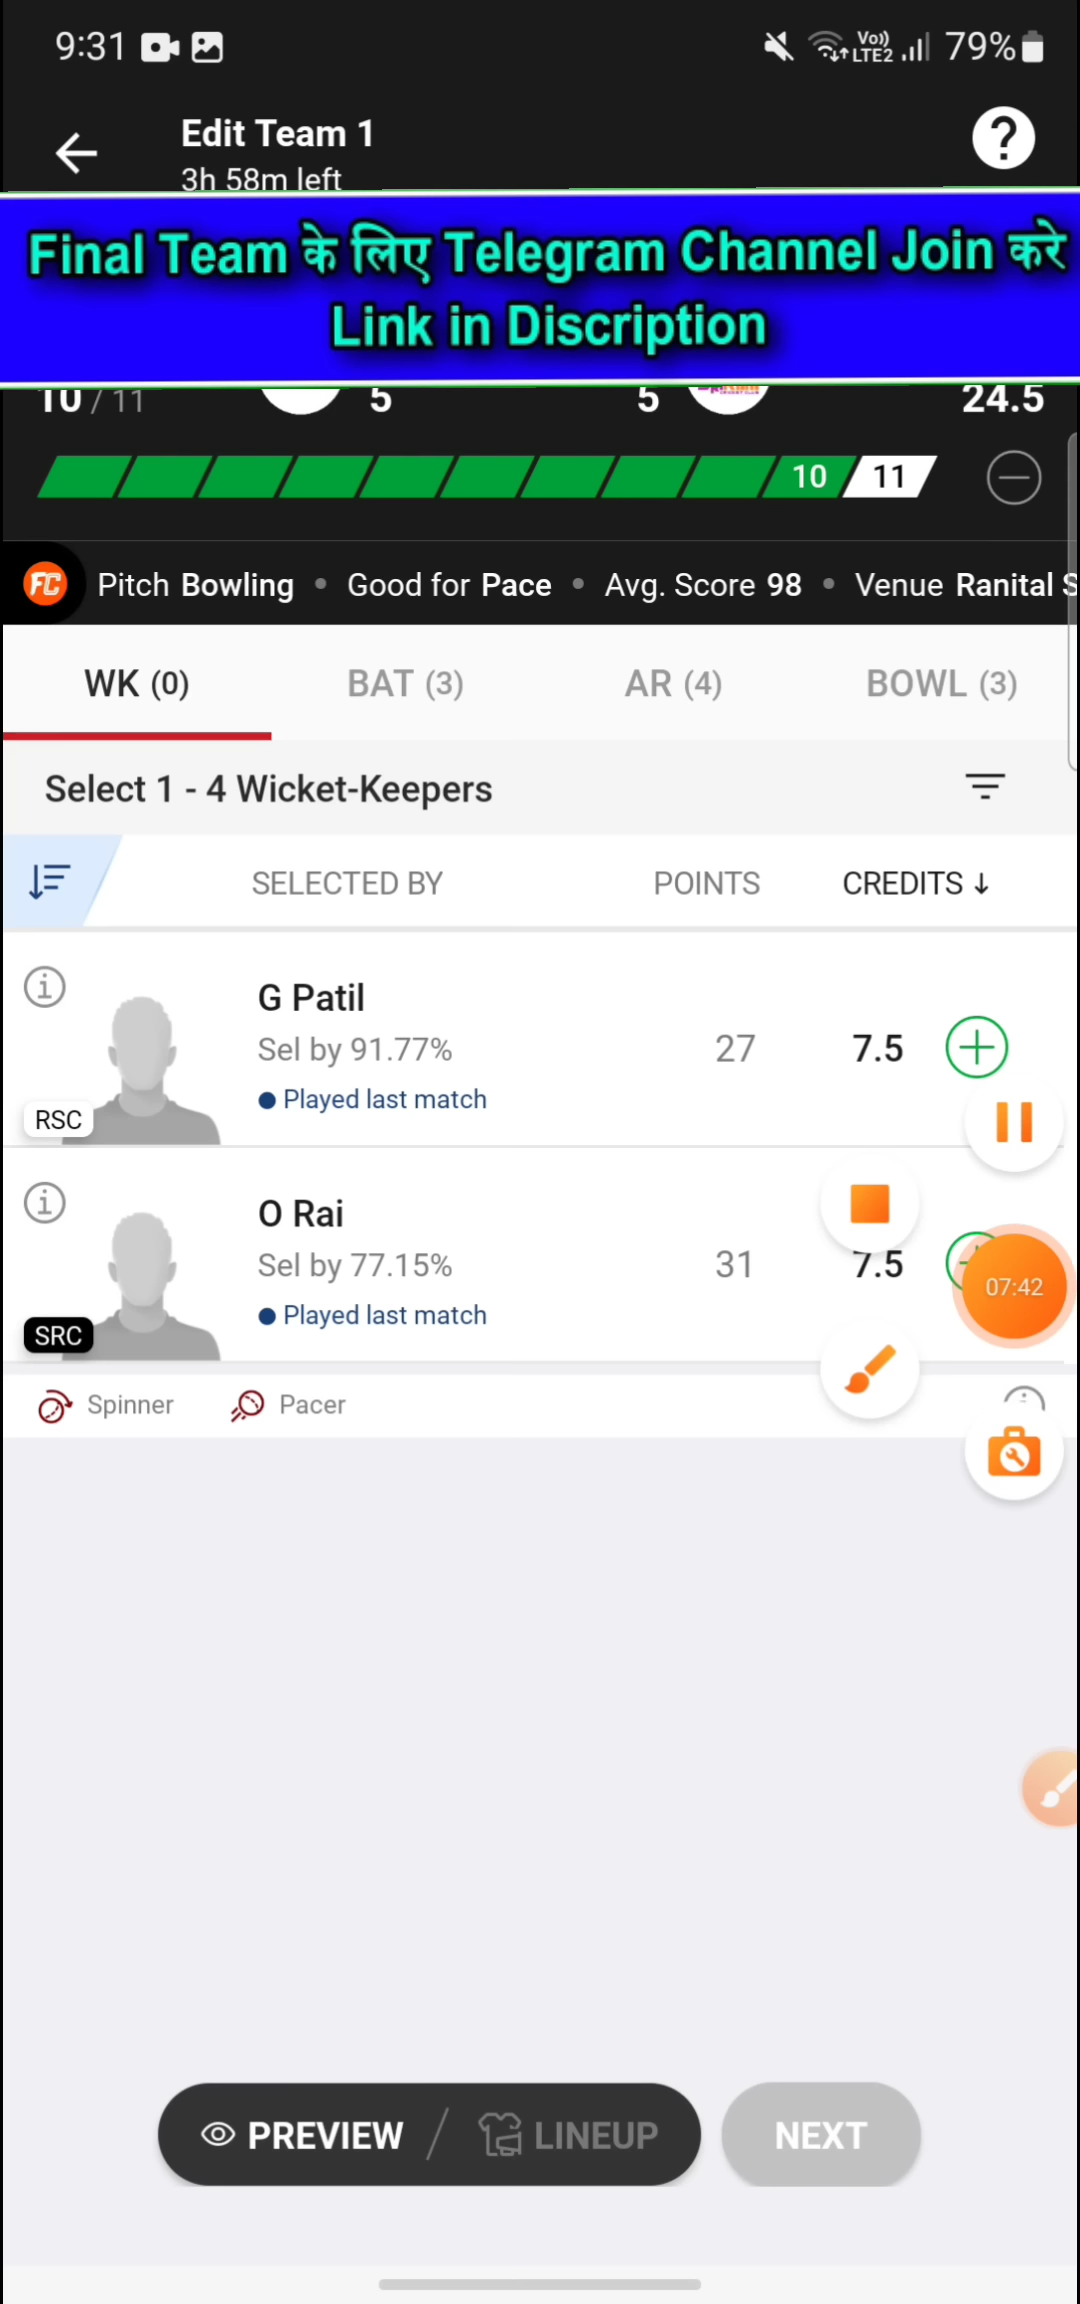 9:31 Vo)) LTE2 79%
Edit Team 1
3h 58m left
?
Final Team के लिए Telegram Channel Join करे
Link in Discription
10 / 11 5 5 24.5
10 11
FC Pitch Bowling • Good for Pace • Avg. Score 98 • Venue Ranital S
WK (0) BAT (3) AR (4) BOWL (3)
Select 1 - 4 Wicket-Keepers
SELECTED BY POINTS CREDITS ↓
G Patil
Sel by 91.77% 27 7.5
Played last match
RSC
O Rai
Sel by 77.15% 31 7.5
07:42
Played last match
SRC
Spinner Pacer
PREVIEW / LINEUP NEXT